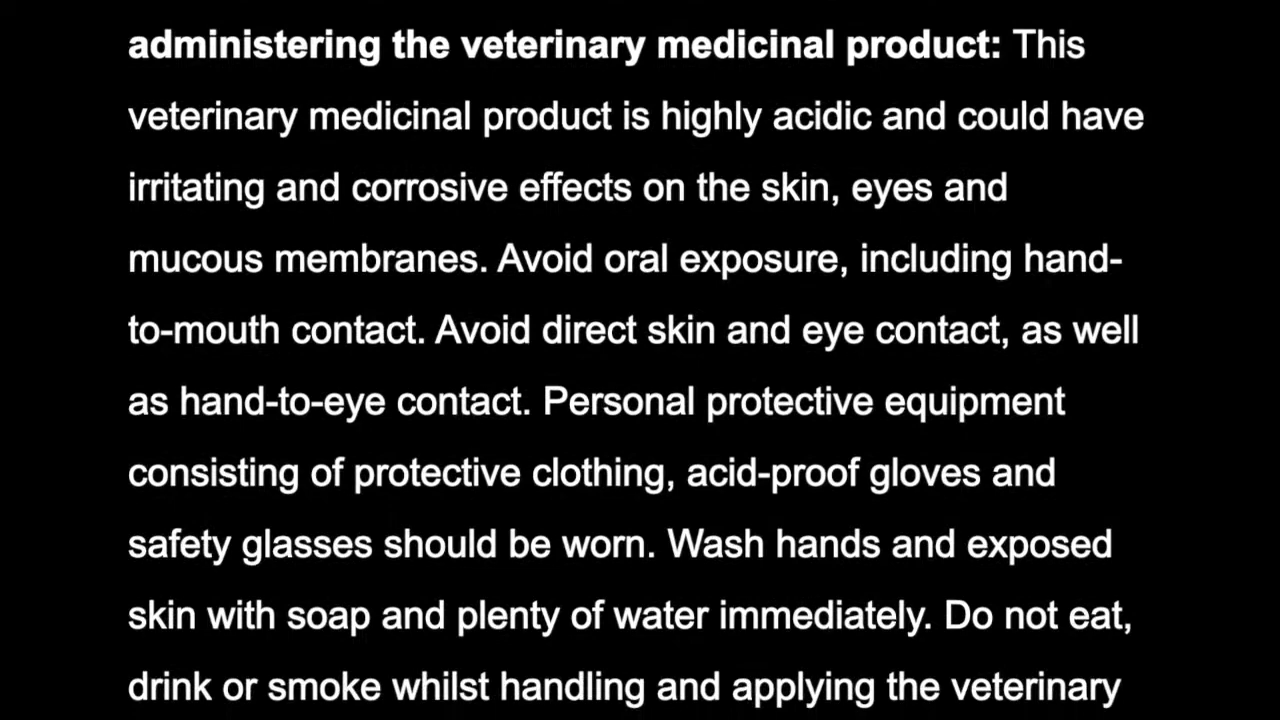 administering the veterinary medicinal product: This
veterinary medicinal product is highly acidic and could have
irritating and corrosive effects on the skin, eyes and
mucous membranes. Avoid oral exposure, including hand-
to-mouth contact. Avoid direct skin and eye contact, as well
as hand-to-eye contact. Personal protective equipment
consisting of protective clothing, acid-proof gloves and
safety glasses should be worn. Wash hands and exposed
skin with soap and plenty of water immediately. Do not eat,
drink or smoke whilst handling and applying the veterinary